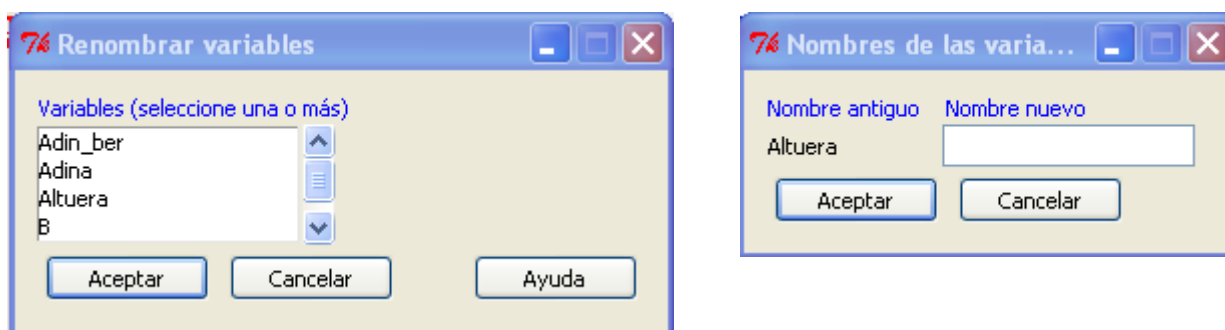 Renombrar variables
Variables (seleccione una o más)
Adin_ber
Adina
Altuera
B
Aceptar Cancelar Ayuda
Nombres de las varia...
Nombre antiguo Nombre nuevo
Altuera
Aceptar Cancelar